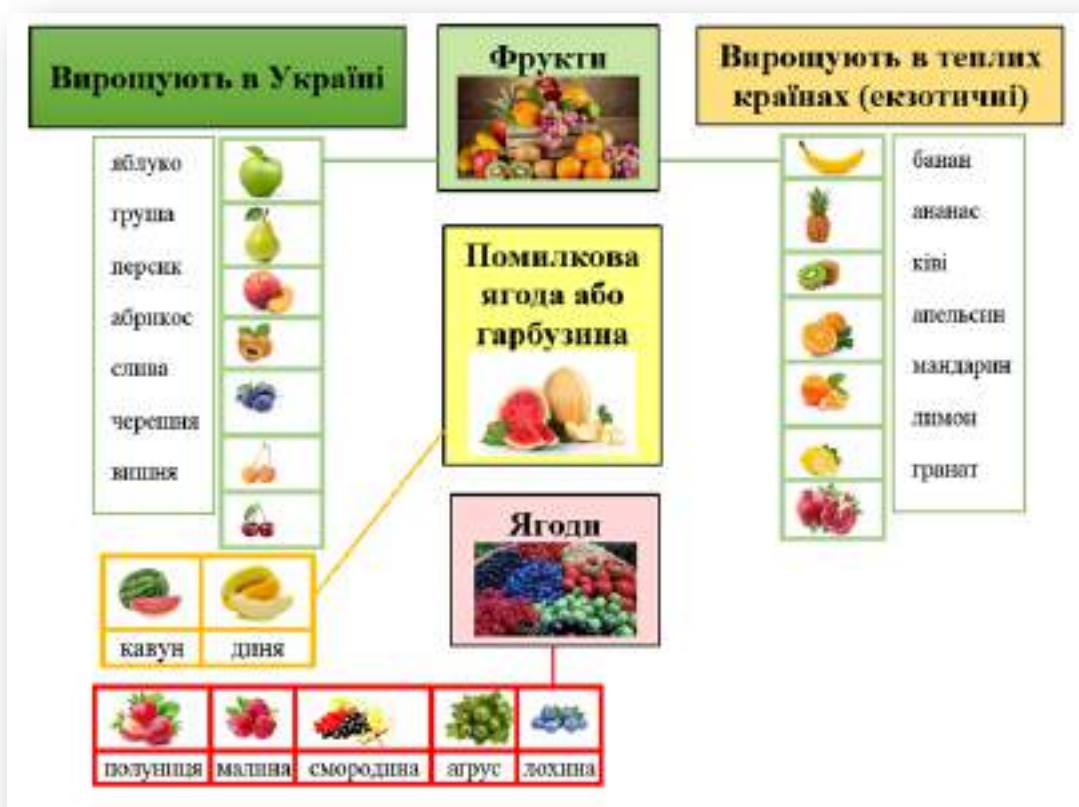 Вирощують в Україні
Фрукти
Вирощують в теплих
країнах (екзотичні)
яблуко
груша
персик
абрикос
слива
черешня
вишня
банан
ананас
ківі
апельсин
мандарин
лимон
гранат
Помилкова
ягода або
гарбузина
Ягоди
кавун
диня
полуниця
малина
смородина
агрус
лохина